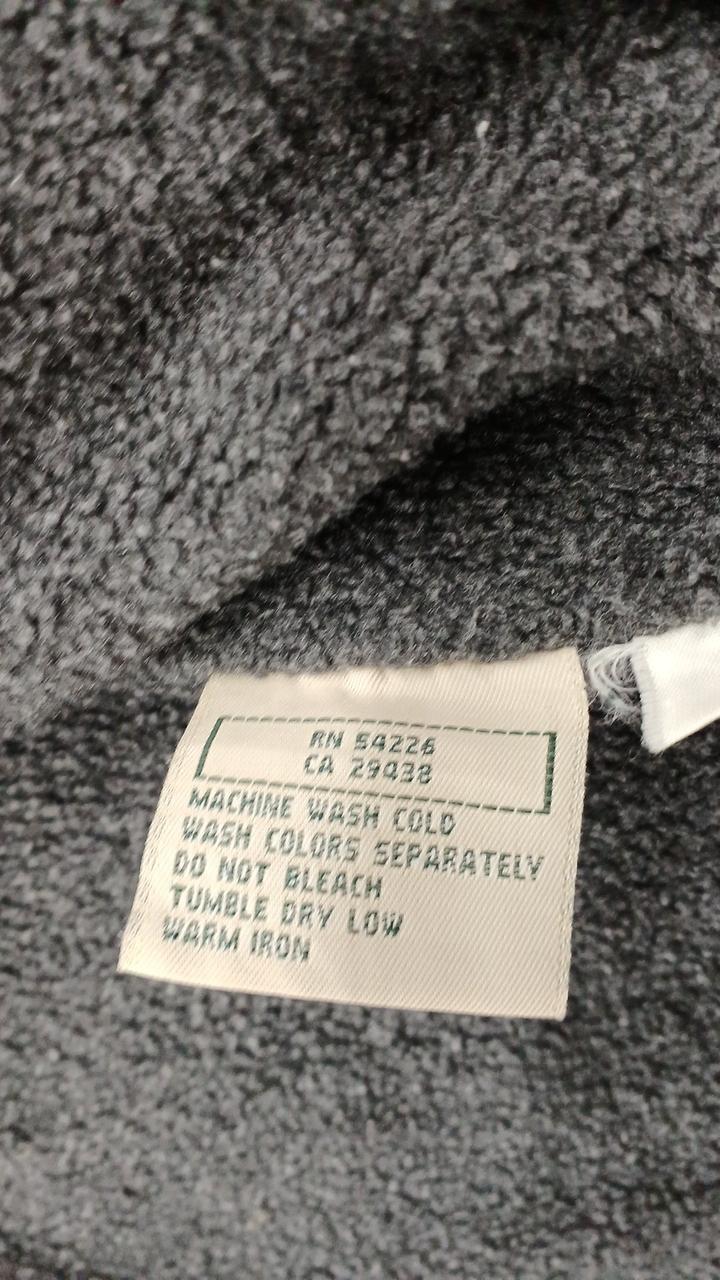 RN 54226
CA 29438
MACHINE WASH COLD
WASH COLORS SEPARATELY
DO NOT BLEACH
TUMBLE DRY LOW
WARM IRON